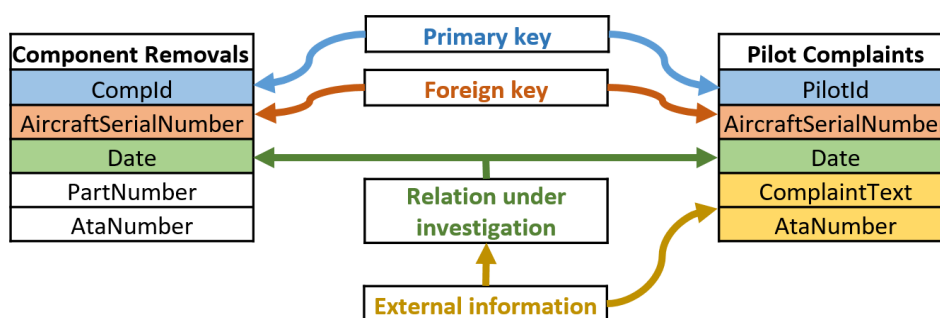 Component Removals
CompId
AircraftSerialNumber
Date
PartNumber
AtaNumber
Primary key
Foreign key
Relation under
investigation
External information
Pilot Complaints
PilotId
AircraftSerialNumbe
Date
ComplaintText
AtaNumber